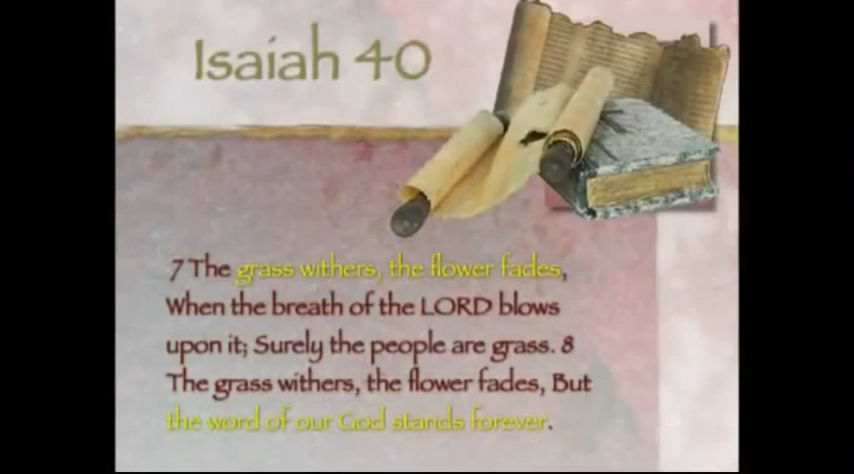 Isaiah 40
7 The grass withers, the flower fades,
When the breath of the LORD blows
upon it; Surely the people are grass. 8
The grass withers, the flower fades, But
the word of our God stands forever.